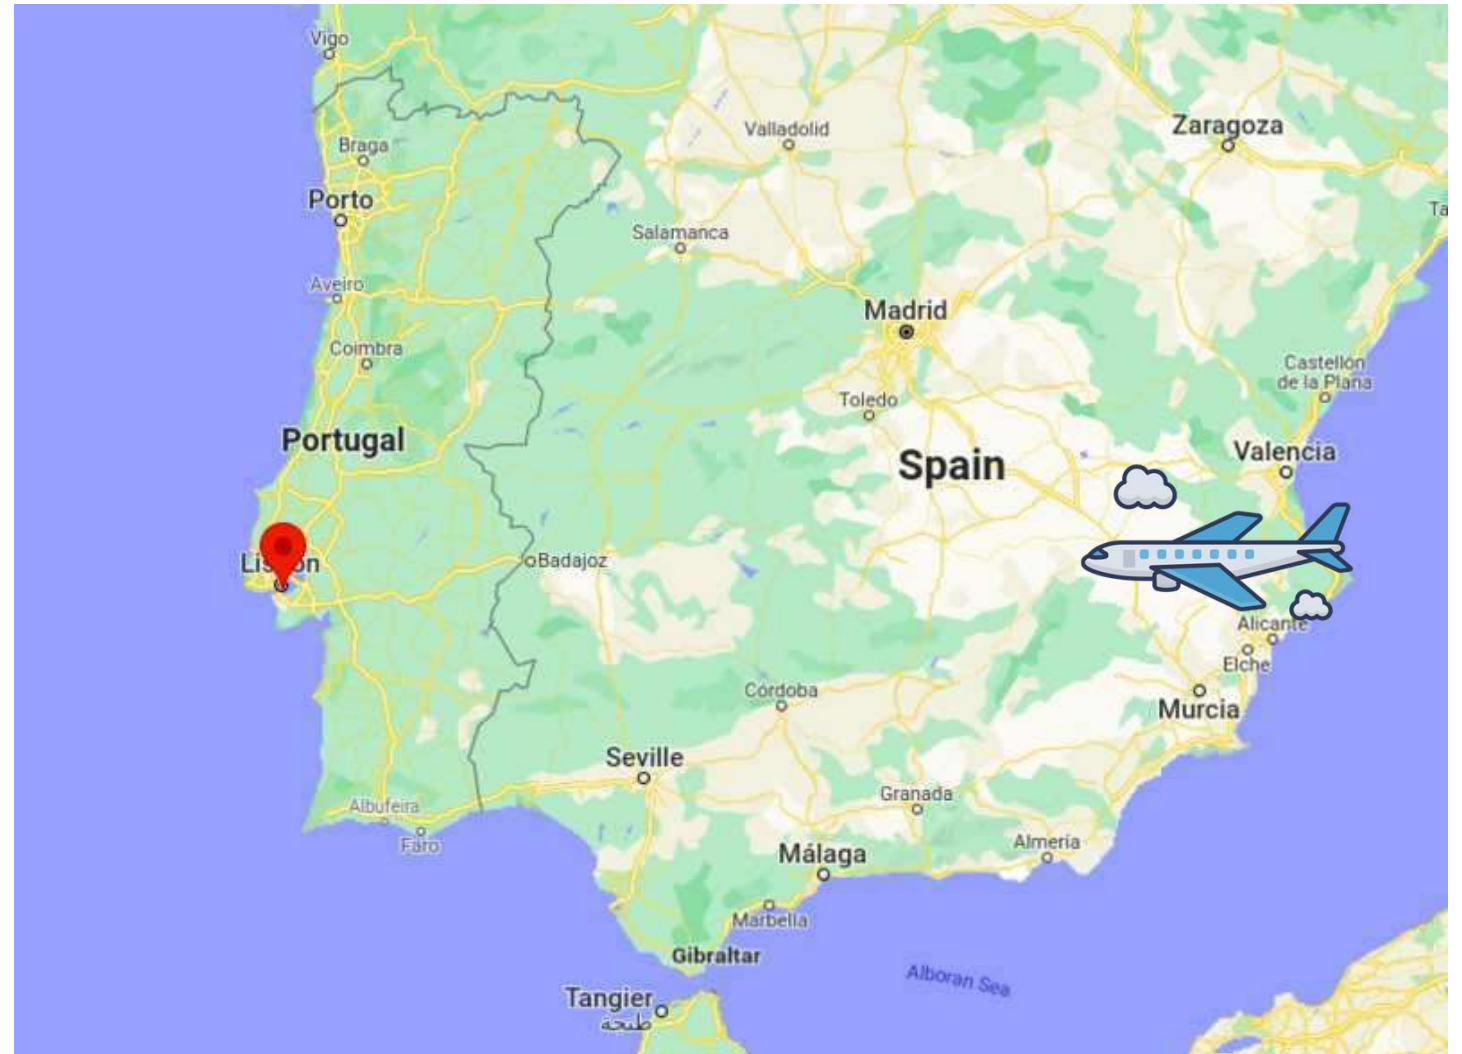 Vigo
Braga
Porto
Aveiro
Coimbra
Portugal
Valladolid
Salamanca
Zaragoza
Ta
Madrid
Toledo
Spain
Castellón
de la Plana
Valencia
Badajoz
Alicante
Elche
Murcia
Córdoba
Seville
Granada
Almería
Málaga
Marbella
Albufeira
Faro
Gibraltar
Alboran Sea
Tangier
طنجة